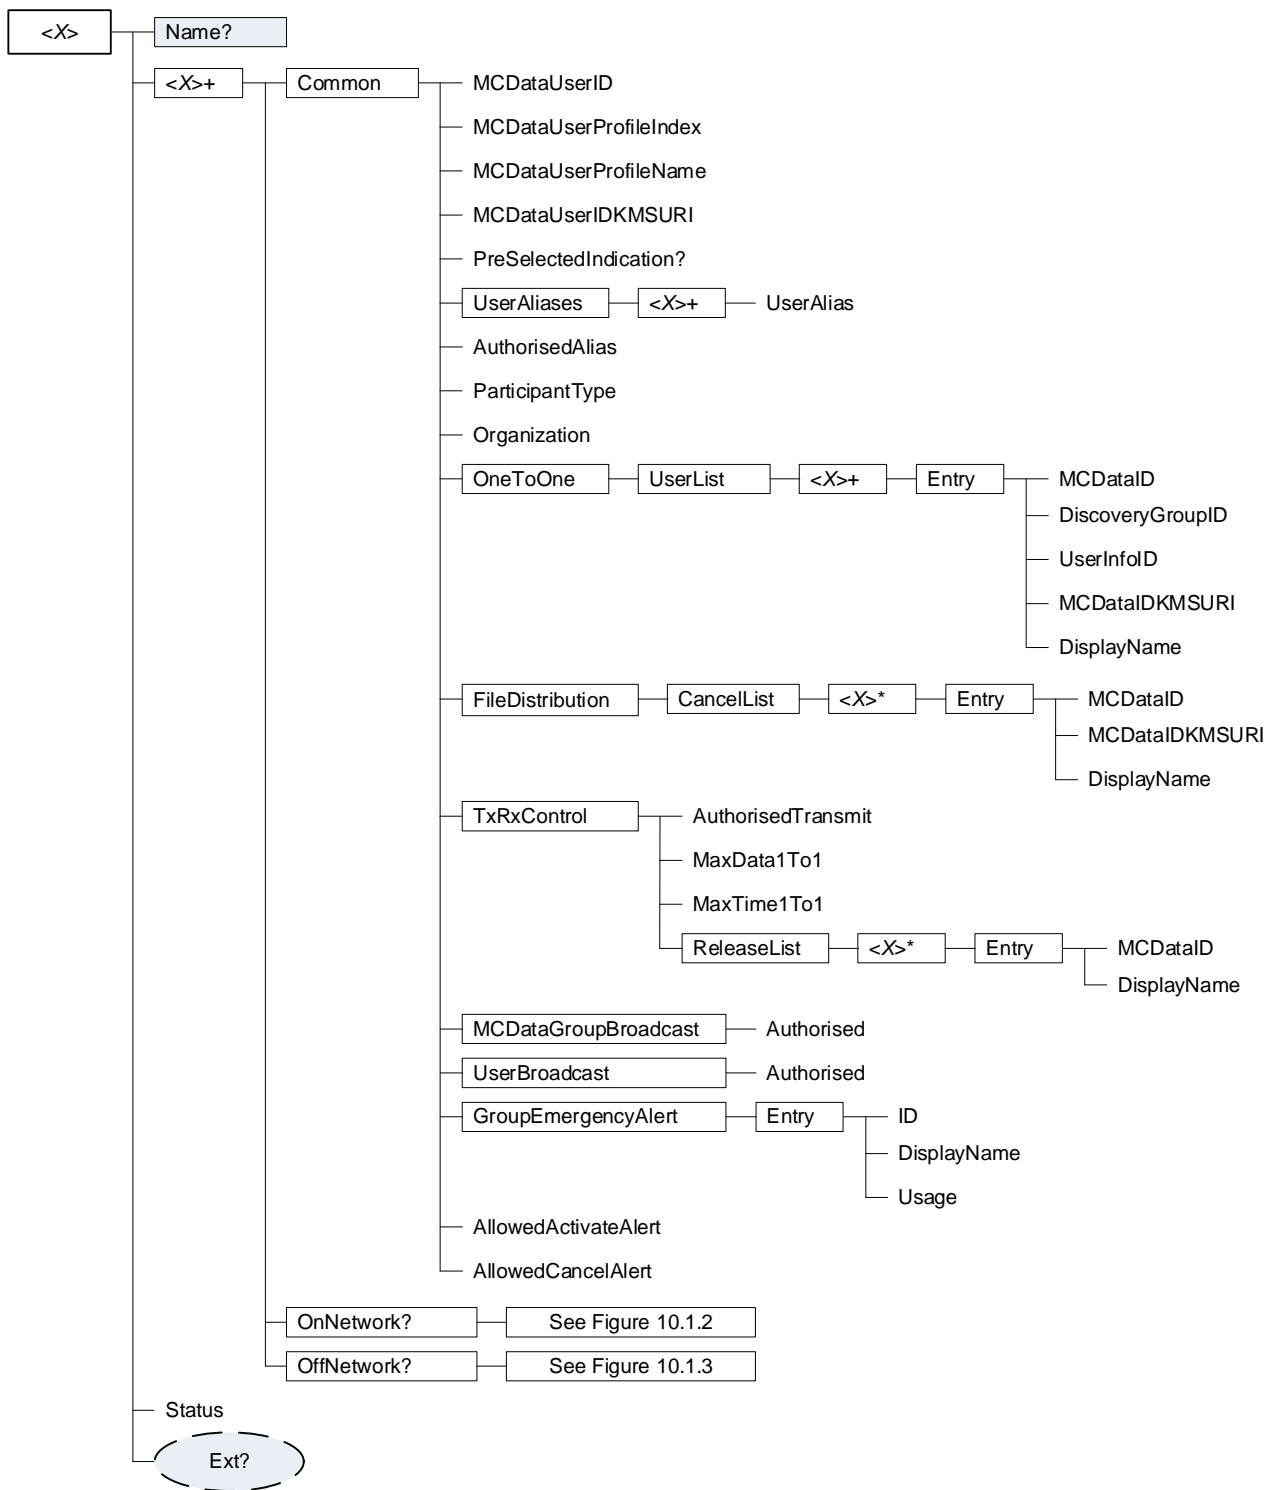 <X>
Name?
<X>+
Common
MCDataUserID
MCDataUserProfileIndex
MCDataUserProfileName
MCDataUserIDKMSURI
PreSelectedIndication?
UserAliases
<X>+
UserAlias
AuthorisedAlias
ParticipantType
Organization
OneToOne
UserList
<X>+
Entry
MCDataID
DiscoveryGroupID
UserInfoID
MCDataIDKMSURI
DisplayName
FileDistribution
CancelList
<X>*
Entry
MCDataID
MCDataIDKMSURI
DisplayName
TxRxControl
AuthorisedTransmit
MaxData1To1
MaxTime1To1
ReleaseList
<X>*
Entry
MCDataID
DisplayName
MCDataGroupBroadcast
Authorised
UserBroadcast
Authorised
GroupEmergencyAlert
Entry
ID
DisplayName
Usage
AllowedActivateAlert
AllowedCancelAlert
OnNetwork?
See Figure 10.1.2
OffNetwork?
See Figure 10.1.3
Status
Ext?